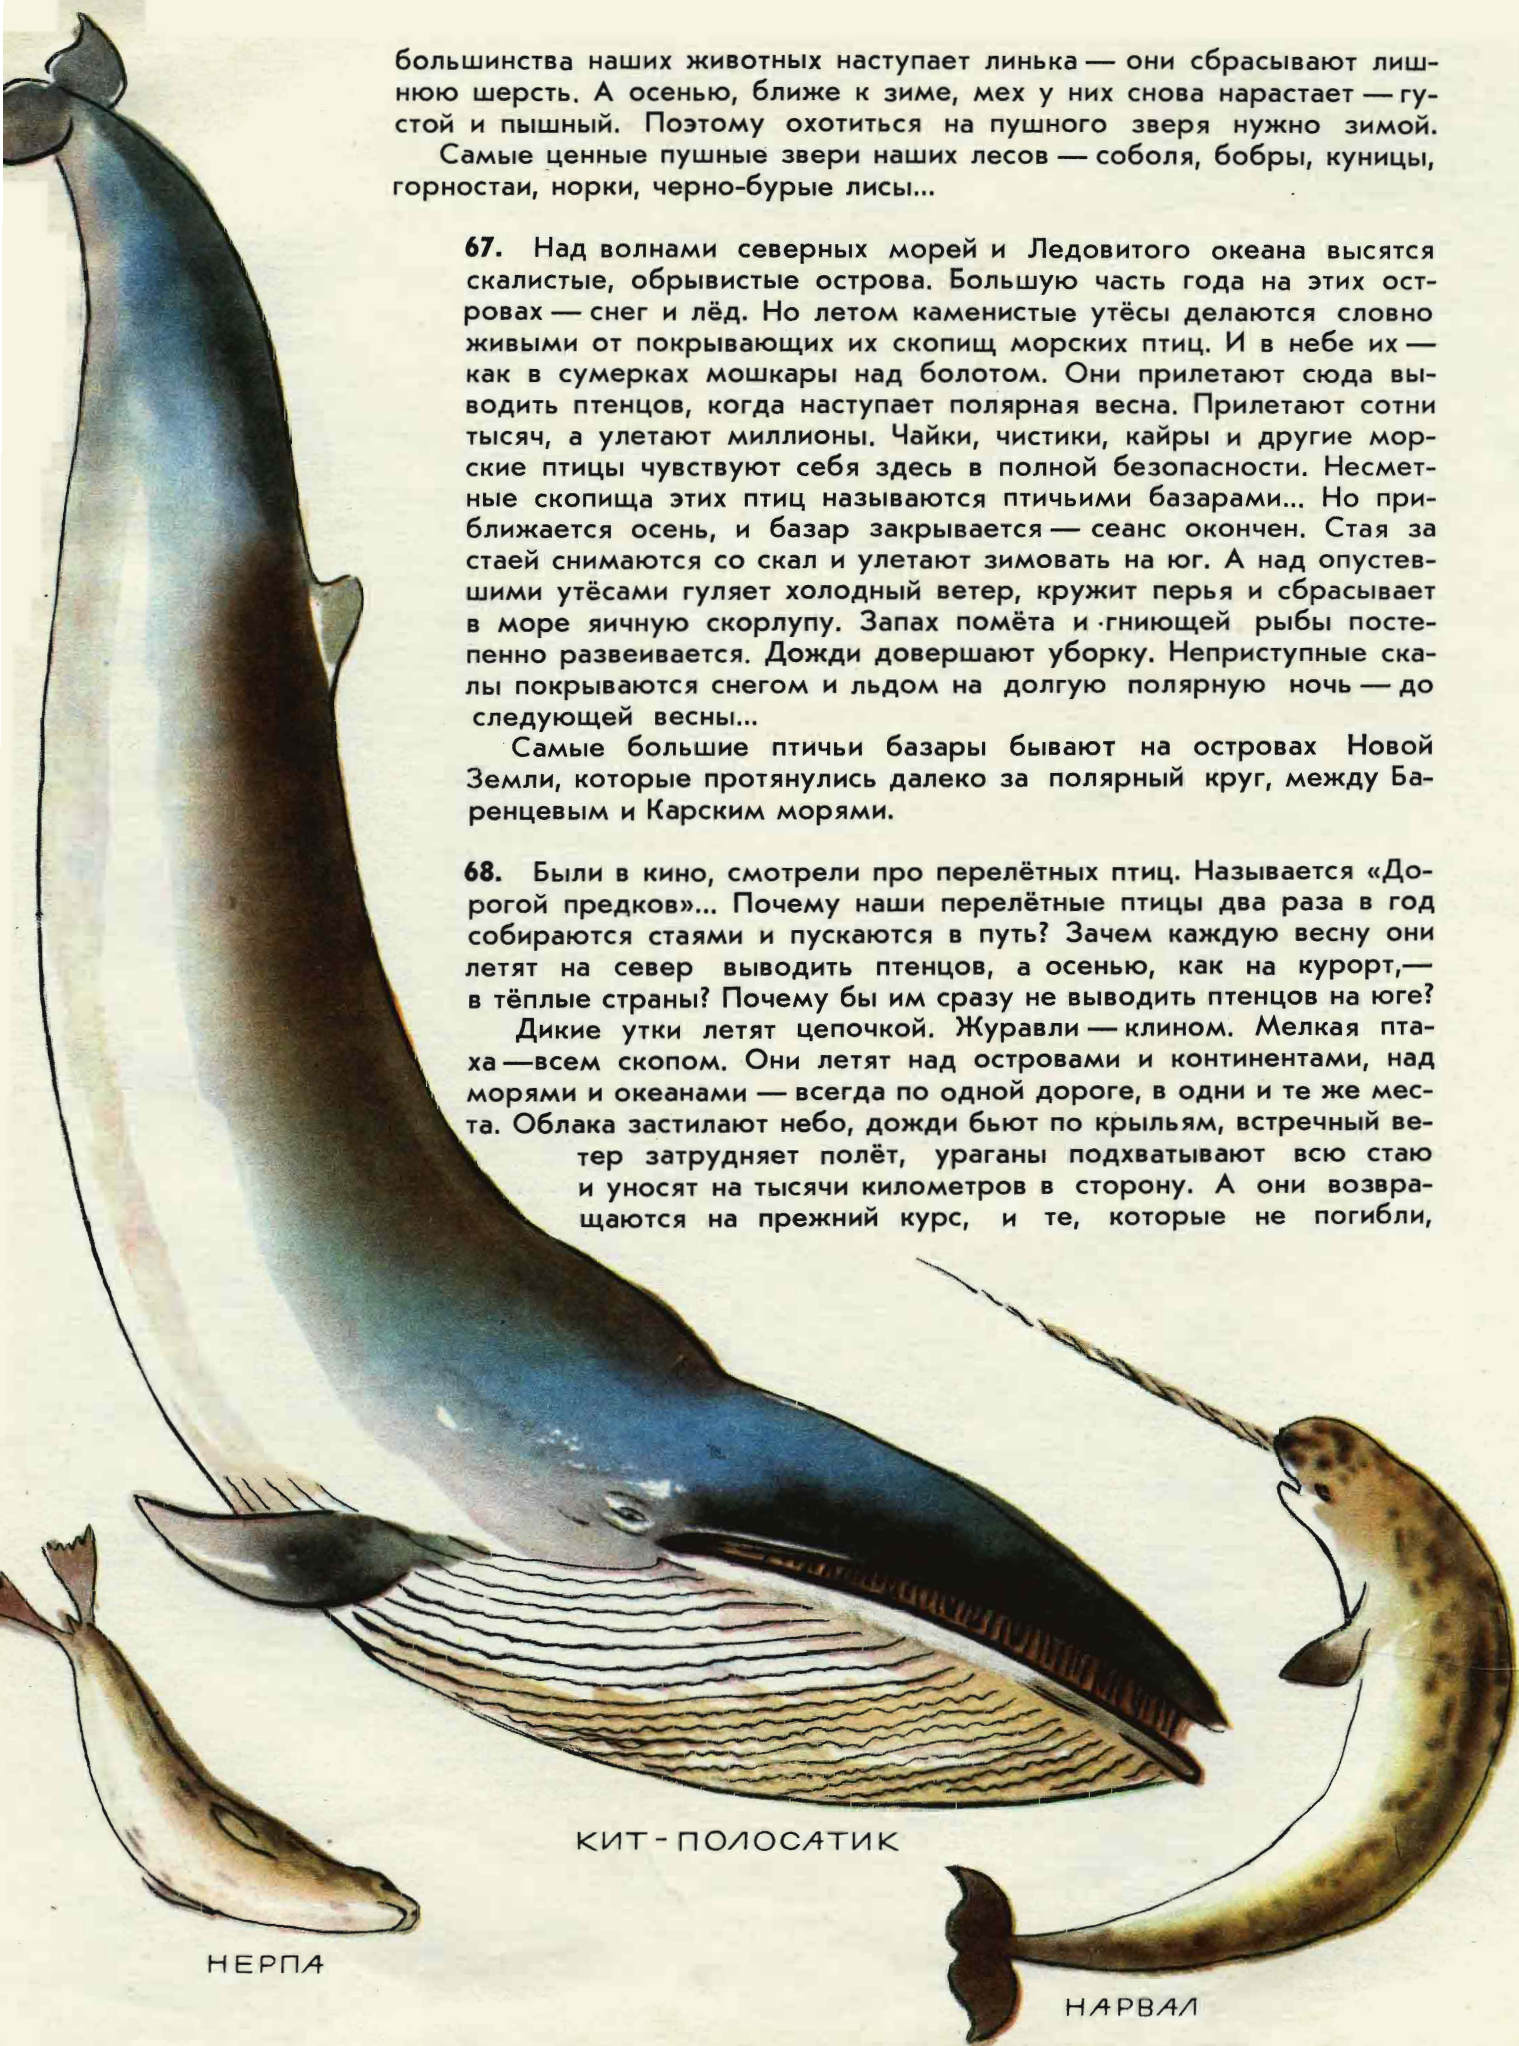 большинства наших животных наступает линька — они сбрасывают лиш-
нюю шерсть. А осенью, ближе к зиме, мех у них снова нарастает — гу-
стой и пышный. Поэтому охотиться на пушного зверя нужно зимой.
Самые ценные пушные звери наших лесов — соболя, бобры, куницы,
горностаи, норки, черно-бурые лисы...
67. Над волнами северных морей и Ледовитого океана высятся
скалистые, обрывистые острова. Большую часть года на этих ост-
ровах — снег и лёд. Но летом каменистые утёсы делаются словно
живыми от покрывающих их скопищ морских птиц. И в небе их —
как в сумерках мошкары над болотом. Они прилетают сюда вы-
водить птенцов, когда наступает полярная весна. Прилетают сотни
тысяч, а улетают миллионы. Чайки, чистики, кайры и другие мор-
ские птицы чувствуют себя здесь в полной безопасности. Несмет-
ные скопища этих птиц называются птичьими базарами... Но при-
ближается осень, и базар закрывается — сеанс окончен. Стая за
стаей снимаются со скал и улетают зимовать на юг. А над опустев-
шими утёсами гуляет холодный ветер, кружит перья и сбрасывает
в море яичную скорлупу. Запах помёта и гниющей рыбы посте-
пенно развеивается. Дожди довершают уборку. Неприступные ска-
лы покрываются снегом и льдом на долгую полярную ночь — до
следующей весны...
Самые большие птичьи базары бывают на островах Новой
Земли, которые протянулись далеко за полярный круг, между Ба-
ренцевым и Карским морями.
68. Были в кино, смотрели про перелётных птиц. Называется «До-
рогой предков»... Почему наши перелётные птицы два раза в год
собираются стаями и пускаются в путь? Зачем каждую весну они
летят на север выводить птенцов, а осенью, как на курорт,—
в тёплые страны? Почему бы им сразу не выводить птенцов на юге?
Дикие утки летят цепочкой. Журавли — клином. Мелкая пта-
ха — всем скопом. Они летят над островами и континентами, над
морями и океанами — всегда по одной дороге, в одни и те же мес-
та. Облака застилают небо, дожди бьют по крыльям, встречный ве-
тер затрудняет полёт, ураганы подхватывают всю стаю
и уносят на тысячи километров в сторону. А они возвра-
щаются на прежний курс, и те, которые не погибли,
КИТ-ПОЛОСАТИК
НЕРПА
НАРВАЛ